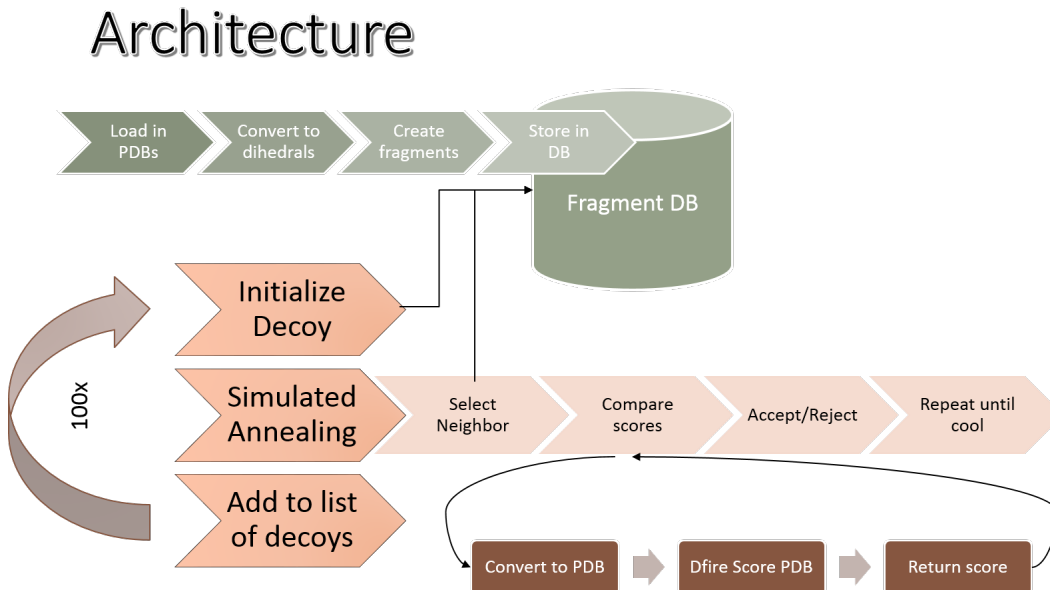 Architecture
Load in
PDBs
Convert to
dihedrals
Create
fragments
Store in
DB
Fragment DB
Initialize
Decoy
100x
Simulated
Annealing
Select
Neighbor
Compare
scores
Accept/Reject
Repeat until
cool
Add to list
of decoys
Convert to PDB
Dfire Score PDB
Return score